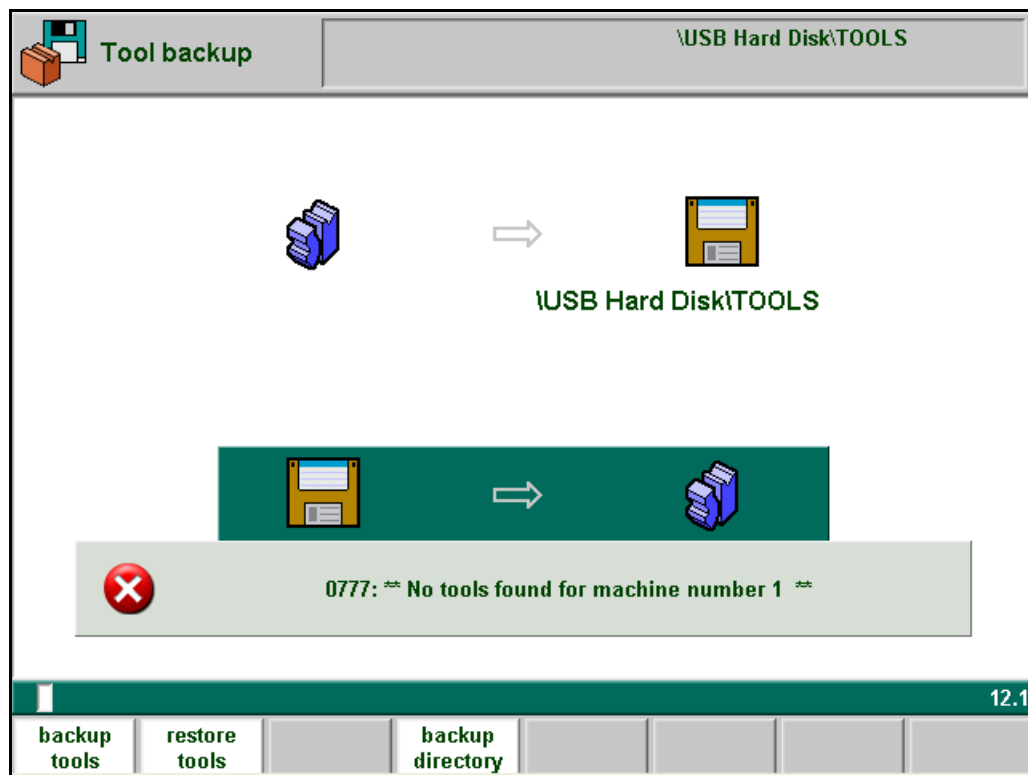 Tool backup
\USB Hard Disk\TOOLS
\USB Hard Disk\TOOLS
0777: ** No tools found for machine number 1 **
12.1
backup
tools
restore
tools
backup
directory